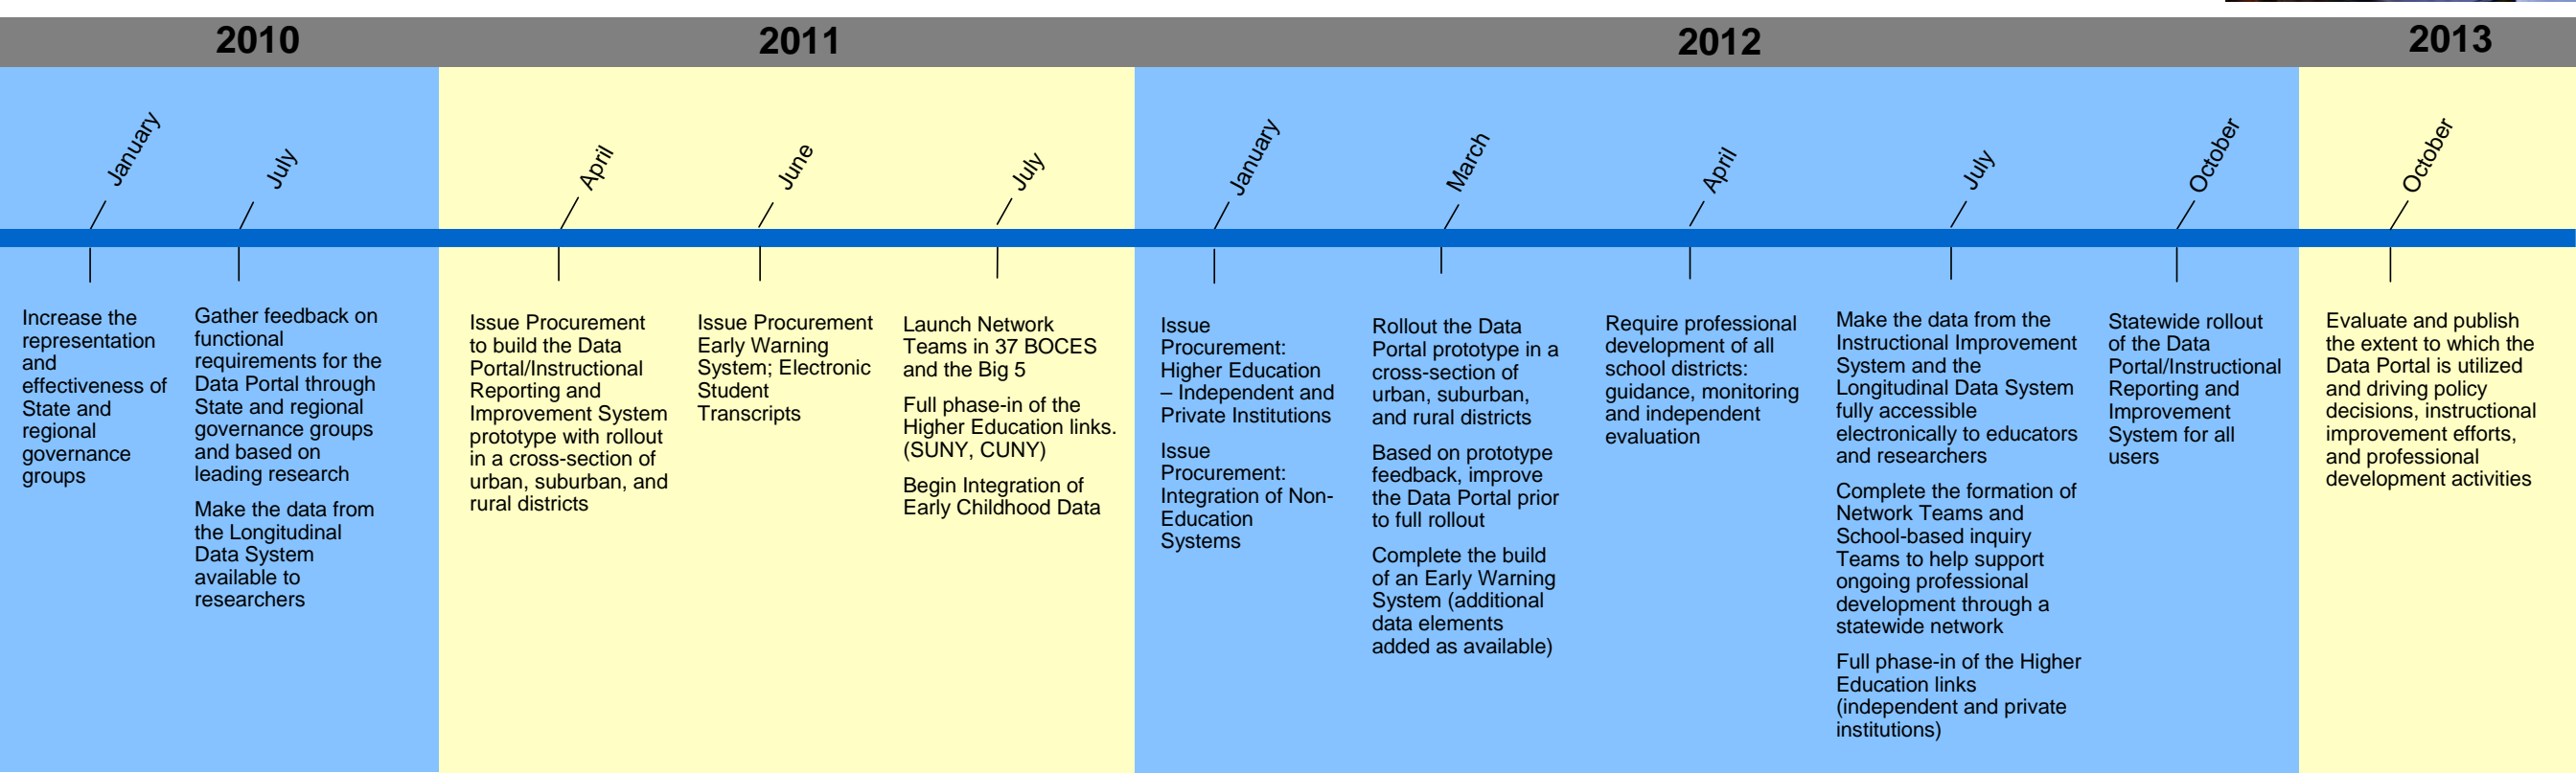 2010
2011
2012
2013
January
July
April
June
July
January
March
April
July
October
October
Increase the
representation
and
effectiveness of
State and
regional
governance
groups
Gather feedback on
functional
requirements for the
Data Portal through
State and regional
governance groups
and based on
leading research
Make the data from
the Longitudinal
Data System
available to
researchers
Issue Procurement
to build the Data
Portal/Instructional
Reporting and
Improvement System
prototype with rollout
in a cross-section of
urban, suburban, and
rural districts
Issue Procurement
Early Warning
System; Electronic
Student
Transcripts
Launch Network
Teams in 37 BOCES
and the Big 5
Full phase-in of the
Higher Education links.
(SUNY, CUNY)
Begin Integration of
Early Childhood Data
Issue
Procurement:
Higher Education
– Independent and
Private Institutions
Issue
Procurement:
Integration of Non-
Education
Systems
Rollout the Data
Portal prototype in a
cross-section of
urban, suburban,
and rural districts
Based on prototype
feedback, improve
the Data Portal prior
to full rollout
Complete the build
of an Early Warning
System (additional
data elements
added as available)
Require professional
development of all
school districts:
guidance, monitoring
and independent
evaluation
Make the data from the
Instructional Improvement
System and the
Longitudinal Data System
fully accessible
electronically to educators
and researchers
Complete the formation of
Network Teams and
School-based inquiry
Teams to help support
ongoing professional
development through a
statewide network
Full phase-in of the Higher
Education links
(independent and private
institutions)
Statewide rollout
of the Data
Portal/Instructional
Reporting and
Improvement
System for all
users
Evaluate and publish
the extent to which the
Data Portal is utilized
and driving policy
decisions, instructional
improvement efforts,
and professional
development activities